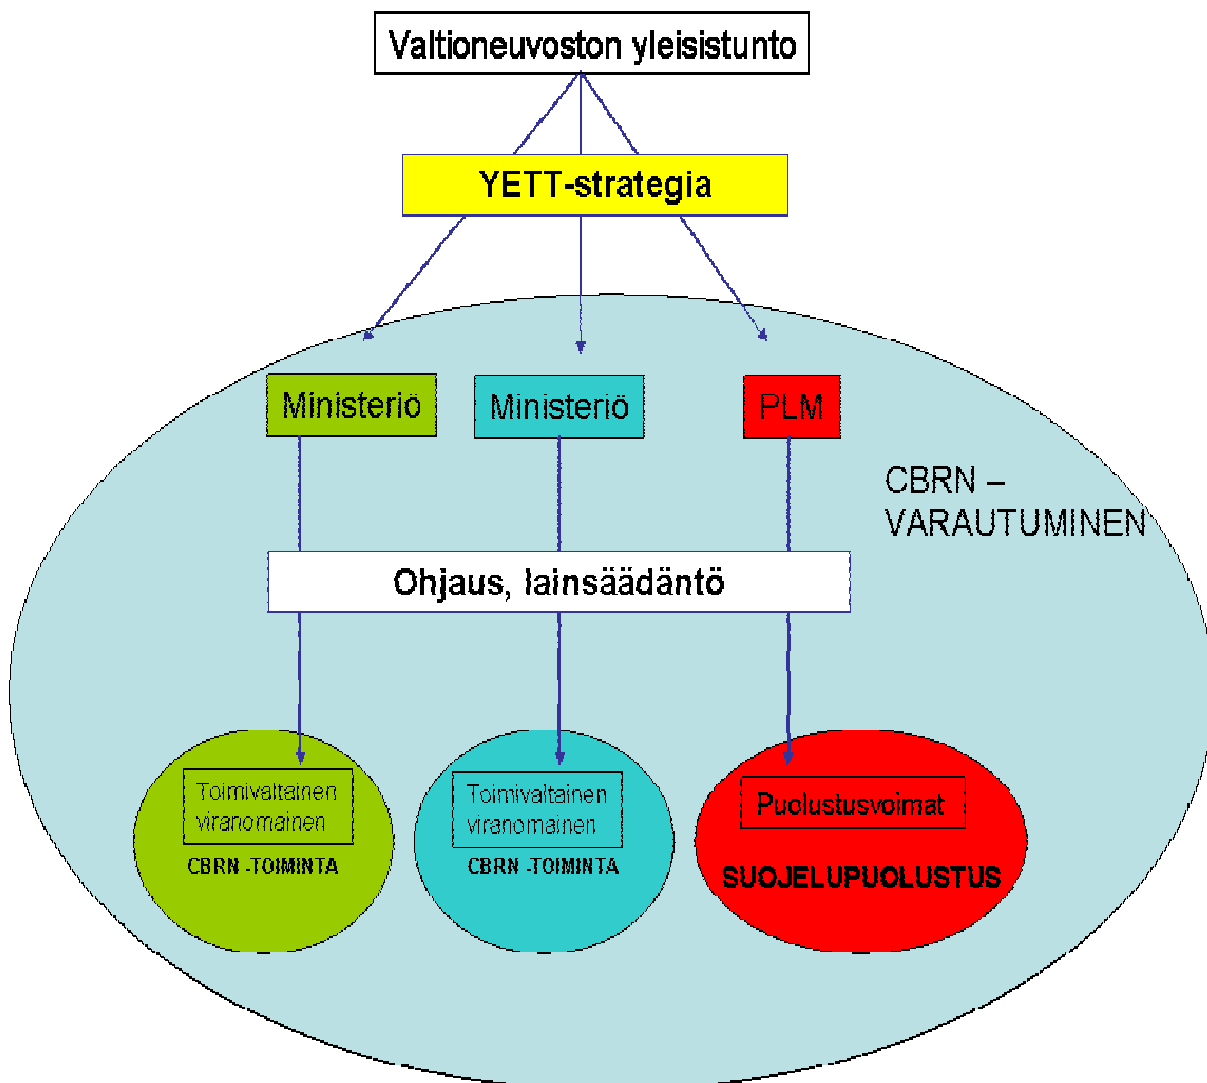 Valtioneuvoston yleisistunto
YETT-strategia
Ministeriö
Ministeriö
PLM
CBRN –
VARAUTUMINEN
Ohjaus, lainsäädäntö
Toimivaltainen
viranomainen
CBRN -TOIMINTA
Toimivaltainen
viranomainen
CBRN -TOIMINTA
Puolustusvoimat
SUOJELUPUOLUSTUS